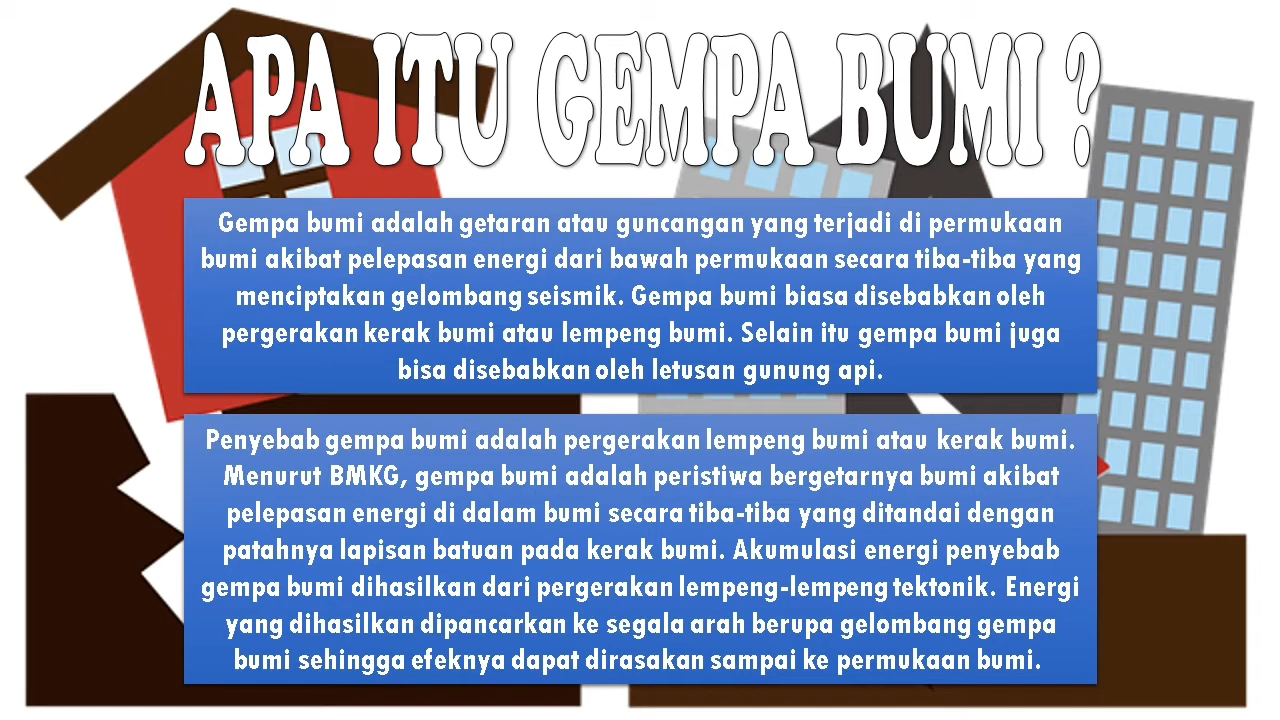 APA ITU GEMPA BUMI ?
Gempa bumi adalah getaran atau guncangan yang terjadi di permukaan
bumi akibat pelepasan energi dari bawah permukaan secara tiba-tiba yang
menciptakan gelombang seismik. Gempa bumi biasa disebabkan oleh
pergerakan kerak bumi atau lempeng bumi. Selain itu gempa bumi juga
bisa disebabkan oleh letusan gunung api.
Penyebab gempa bumi adalah pergerakan lempeng bumi atau kerak bumi.
Menurut BMKG, gempa bumi adalah peristiwa bergetarnya bumi akibat
pelepasan energi di dalam bumi secara tiba-tiba yang ditandai dengan
patahnya lapisan batuan pada kerak bumi. Akumulasi energi penyebab
gempa bumi dihasilkan dari pergerakan lempeng-lempeng tektonik. Energi
yang dihasilkan dipancarkan ke segala arah berupa gelombang gempa
bumi sehingga efeknya dapat dirasakan sampai ke permukaan bumi.